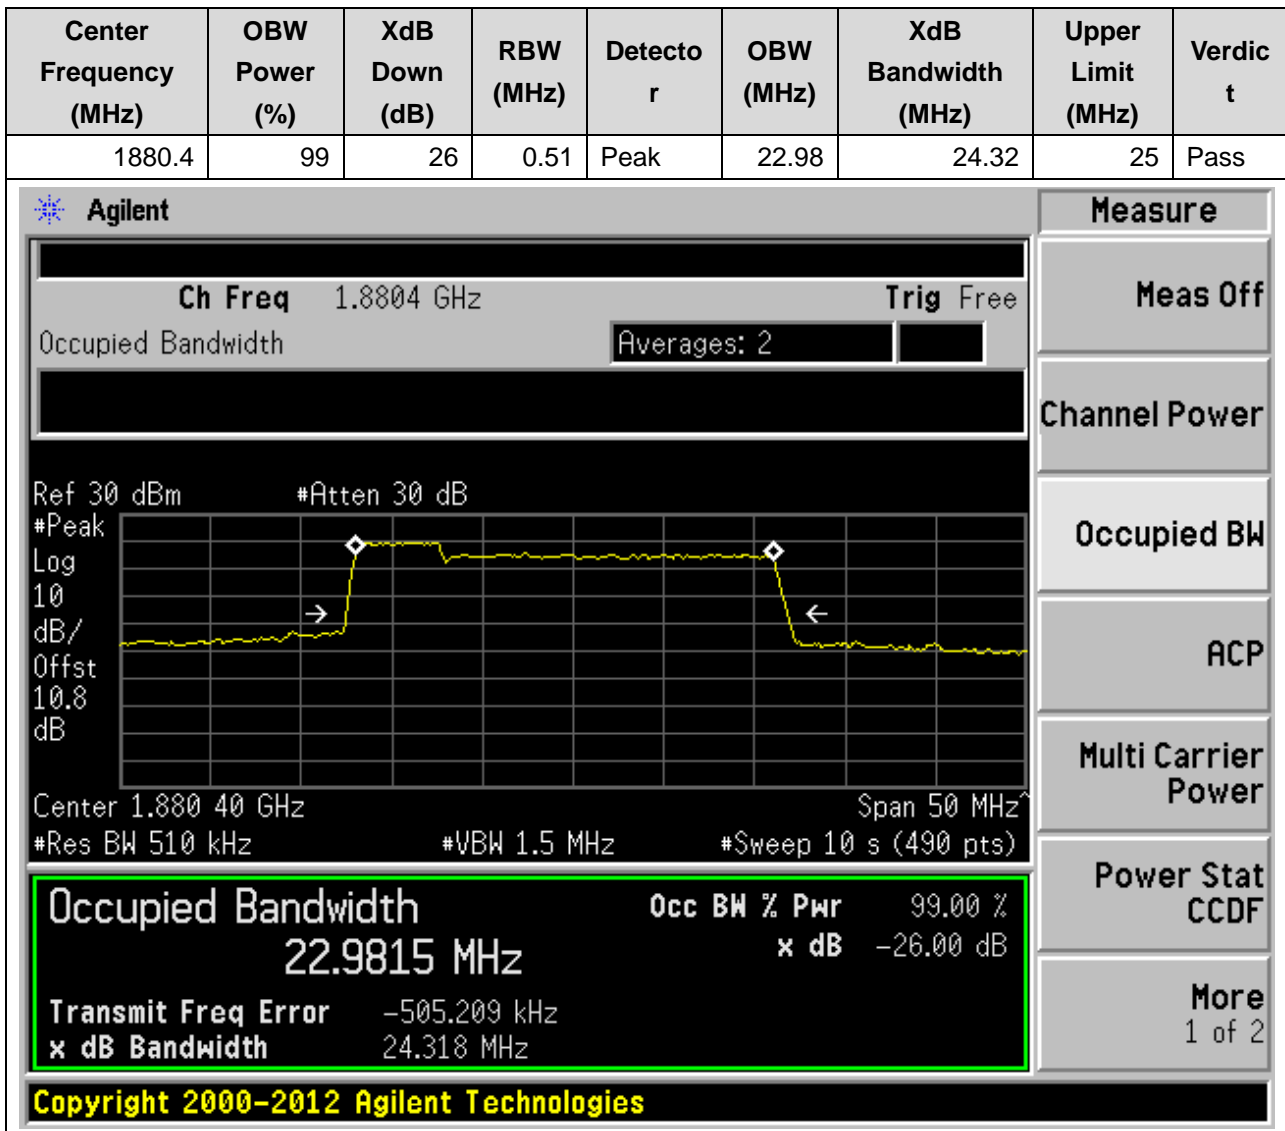 Center Frequency (MHz) OBW Power (%) XdB Down (dB) RBW (MHz) Detecto r OBW (MHz) XdB Bandwidth (MHz) Upper Limit (MHz) Verdic t
1880.4 99 26 0.51 Peak 22.98 24.32 25 Pass
Agilent
Measure
Ch Freq 1.8804 GHz Trig Free
Occupied Bandwidth Averages: 2
Ref 30 dBm #Atten 30 dB
#Peak
Log
10
dB/
Offst
10.8
dB
Center 1.880 40 GHz Span 50 MHz^
#Res BW 510 kHz #VBW 1.5 MHz #Sweep 10 s (490 pts)
Occupied Bandwidth Occ BW % Pwr 99.00 %
22.9815 MHz x dB -26.00 dB
Transmit Freq Error -505.209 kHz
x dB Bandwidth 24.318 MHz
Meas Off
Channel Power
Occupied BW
ACP
Multi Carrier
Power
Power Stat
CCDF
More
1 of 2
Copyright 2000-2012 Agilent Technologies